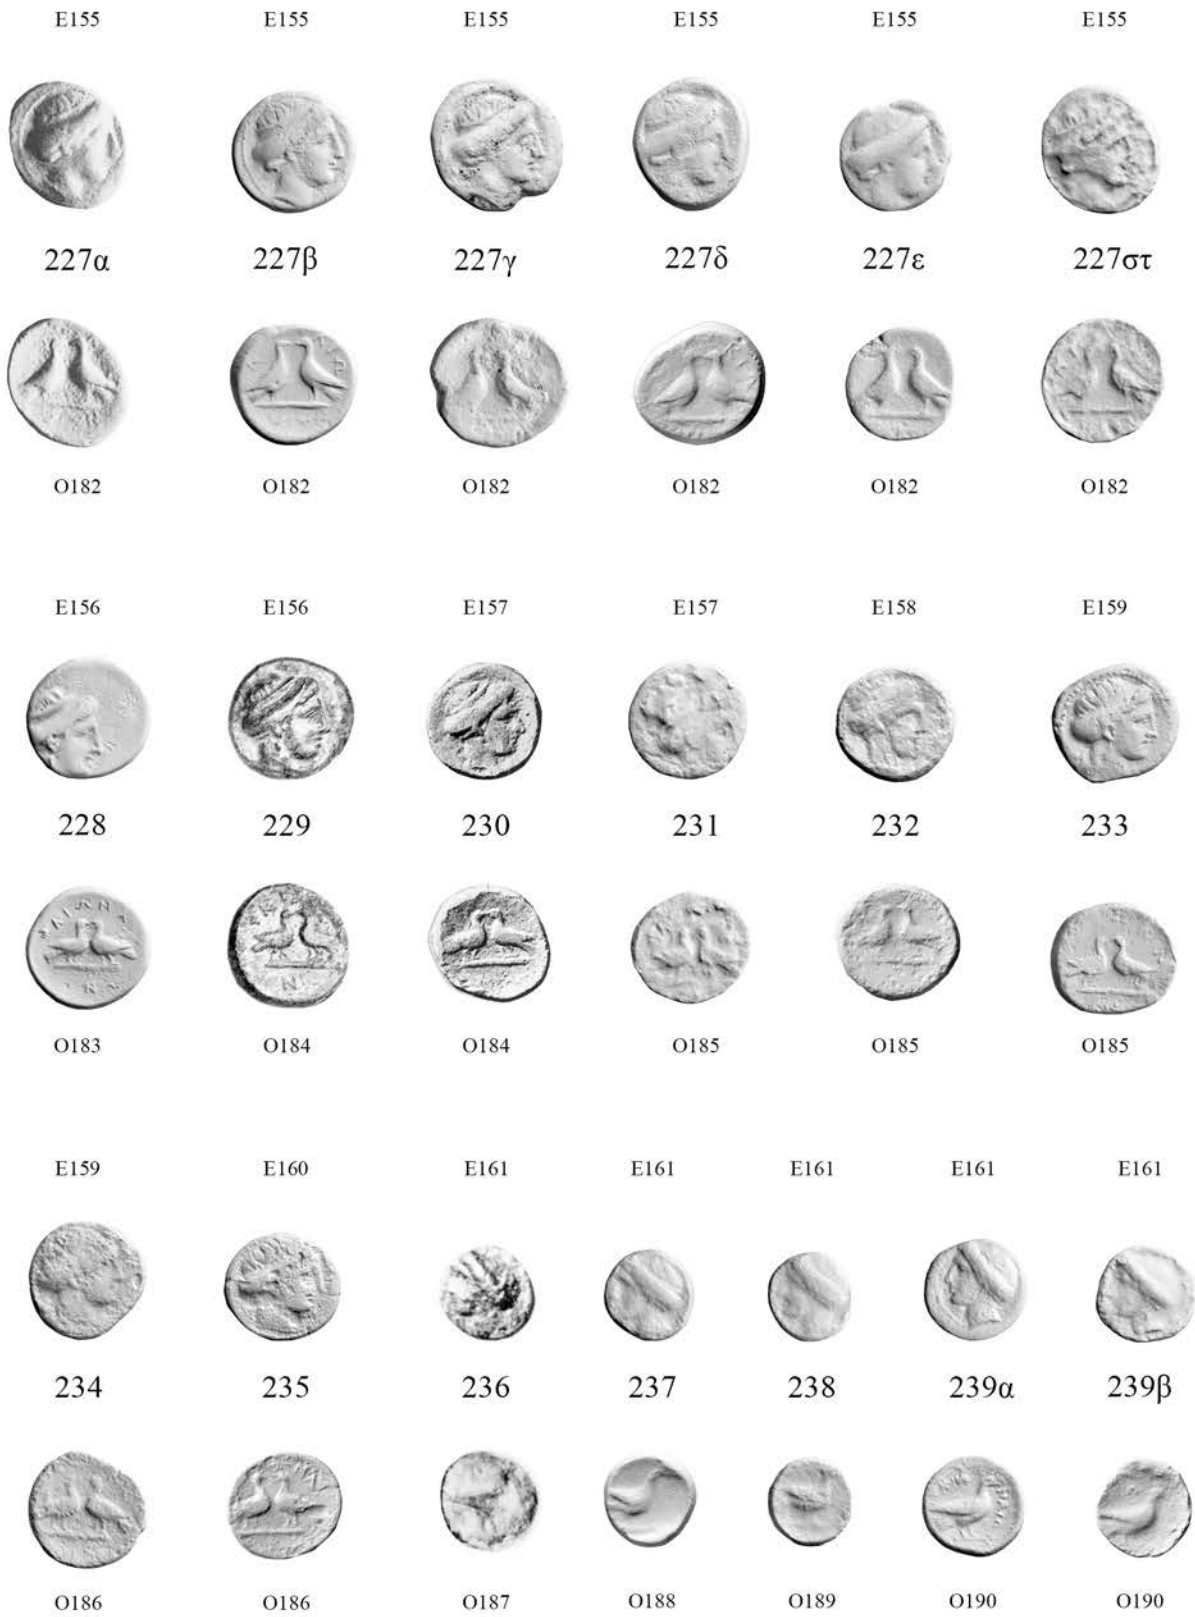 E155 E155 E155 E155 E155 E155
227α 227β 227γ 227δ 227ε 227στ
O182 O182 O182 O182 O182 O182
E156 E156 E157 E157 E158 E159
228 229 230 231 232 233
O183 O184 O184 O185 O185 O185
E159 E160 E161 E161 E161 E161 E161
234 235 236 237 238 239α 239β
O186 O186 O187 O188 O189 O190 O190